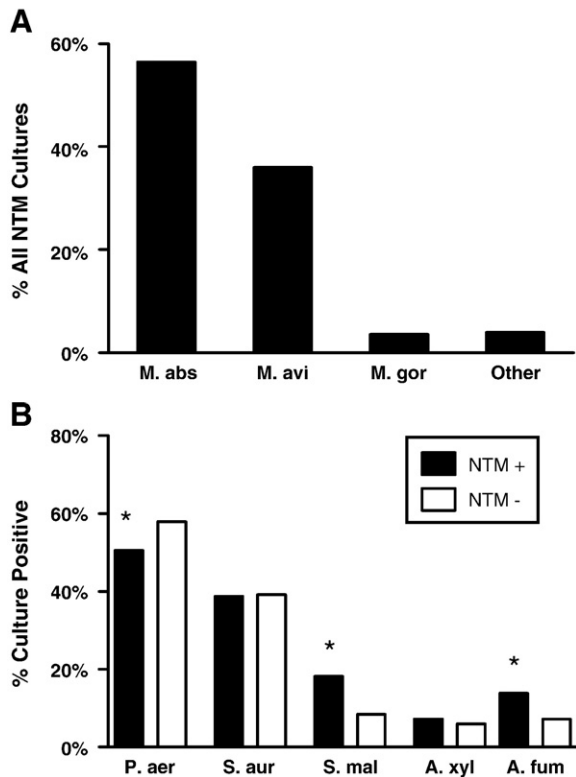 A
% All NTM Cultures
60%
40%
20%
0%
M. abs M. avi M. gor Other
B
% Culture Positive
80%
60%
40%
20%
0%
NTM +
NTM -
*
*
*
P. aer S. aur S. mal A. xyl A. fum